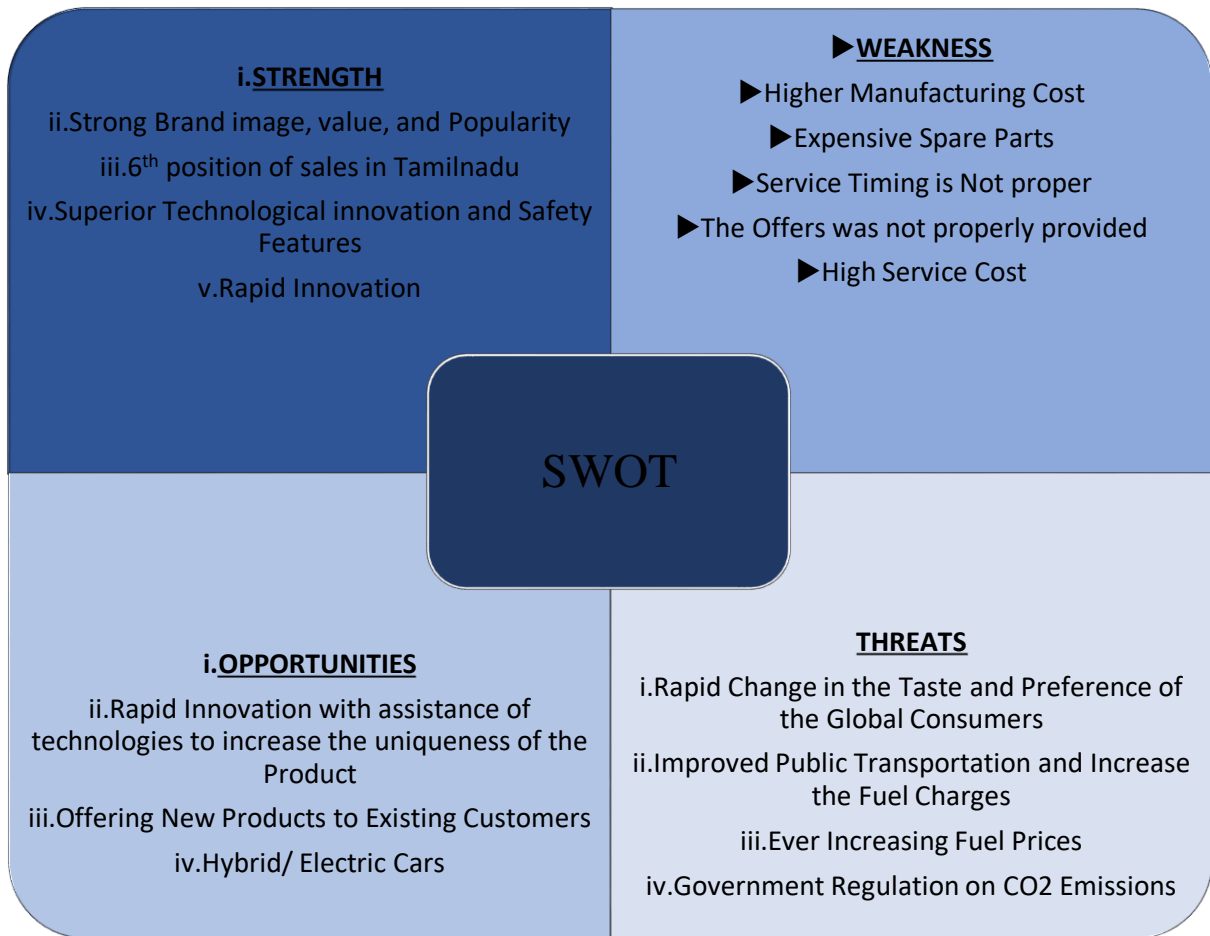 i.STRENGTH
ii.Strong Brand image, value, and Popularity
iii.6th position of sales in Tamilnadu
iv.Superior Technological innovation and Safety
Features
v.Rapid Innovation
▶WEAKNESS
▶Higher Manufacturing Cost
▶Expensive Spare Parts
▶Service Timing is Not proper
▶The Offers was not properly provided
▶High Service Cost
SWOT
i.OPPORTUNITIES
ii.Rapid Innovation with assistance of
technologies to increase the uniqueness of the
Product
iii.Offering New Products to Existing Customers
iv.Hybrid/ Electric Cars
THREATS
i.Rapid Change in the Taste and Preference of
the Global Consumers
ii.Improved Public Transportation and Increase
the Fuel Charges
iii.Ever Increasing Fuel Prices
iv.Government Regulation on CO2 Emissions